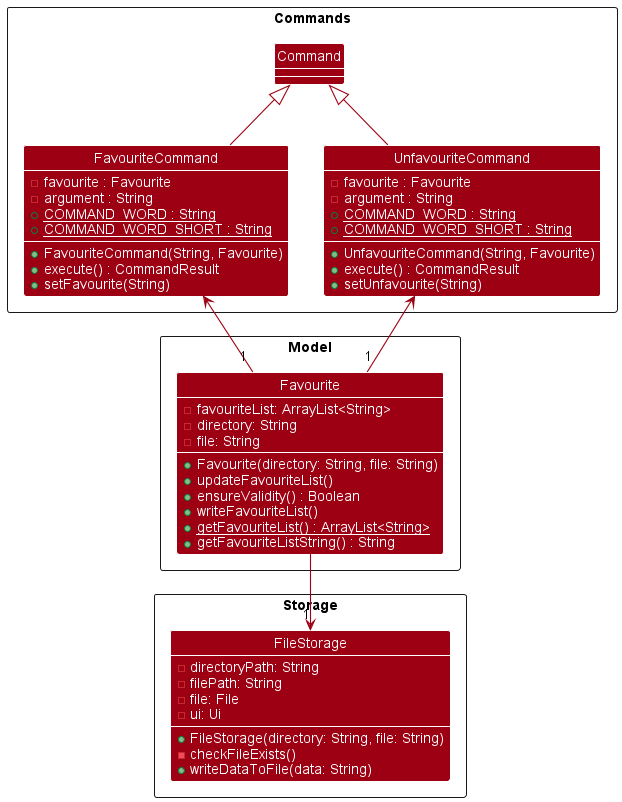 Commands
Command
FavouriteCommand
favourite : Favourite
argument : String
COMMAND_WORD : String
COMMAND_WORD_SHORT : String
FavouriteCommand(String, Favourite)
execute() : CommandResult
setFavourite(String)
UnfavouriteCommand
favourite : Favourite
argument : String
COMMAND_WORD : String
COMMAND_WORD_SHORT : String
UnfavouriteCommand(String, Favourite)
execute() : CommandResult
setUnfavourite(String)
Model
1
1
Favourite
favouriteList: ArrayList<String>
directory: String
file: String
Favourite(directory: String, file: String)
updateFavouriteList()
ensureValidity() : Boolean
writeFavouriteList()
getFavouriteList() : ArrayList<String>
getFavouriteListString() : String
Storage
1
FileStorage
directoryPath: String
filePath: String
file: File
ui: Ui
FileStorage(directory: String, file: String)
checkFileExists()
writeDataToFile(data: String)